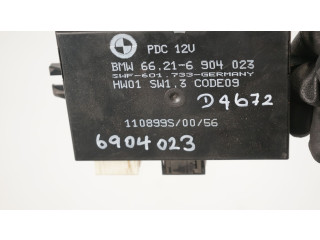 PDC 12V
BMW 66.21-6 904 023
SWF-601.733-GERMANY
HW01 SW1.3 CODE09
D4672
110899S/00/56
6904023